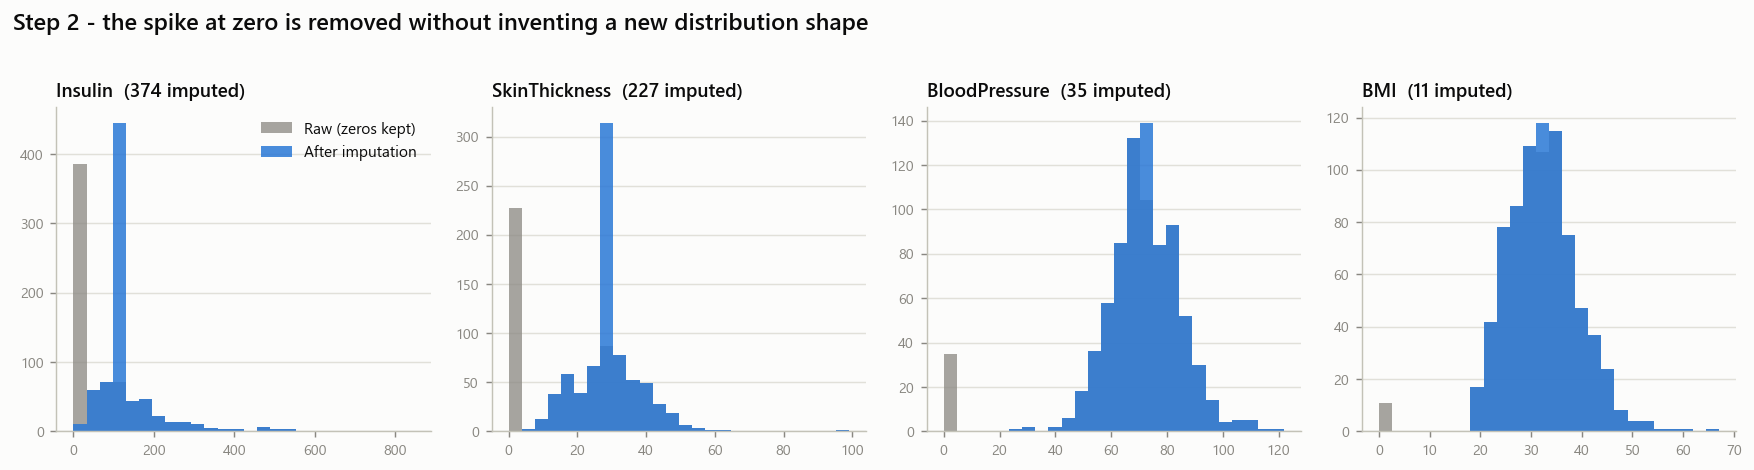 Step 2 - the spike at zero is removed without inventing a new distribution shape
Insulin (374 imputed)
Raw (zeros kept)
After imputation
400
300
200
100
0
0 200 400 600 800
SkinThickness (227 imputed)
300
250
200
150
100
50
0
0 20 40 60 80 100
BloodPressure (35 imputed)
140
120
100
80
60
40
20
0
0 20 40 60 80 100 120
BMI (11 imputed)
120
100
80
60
40
20
0
0 10 20 30 40 50 60 70